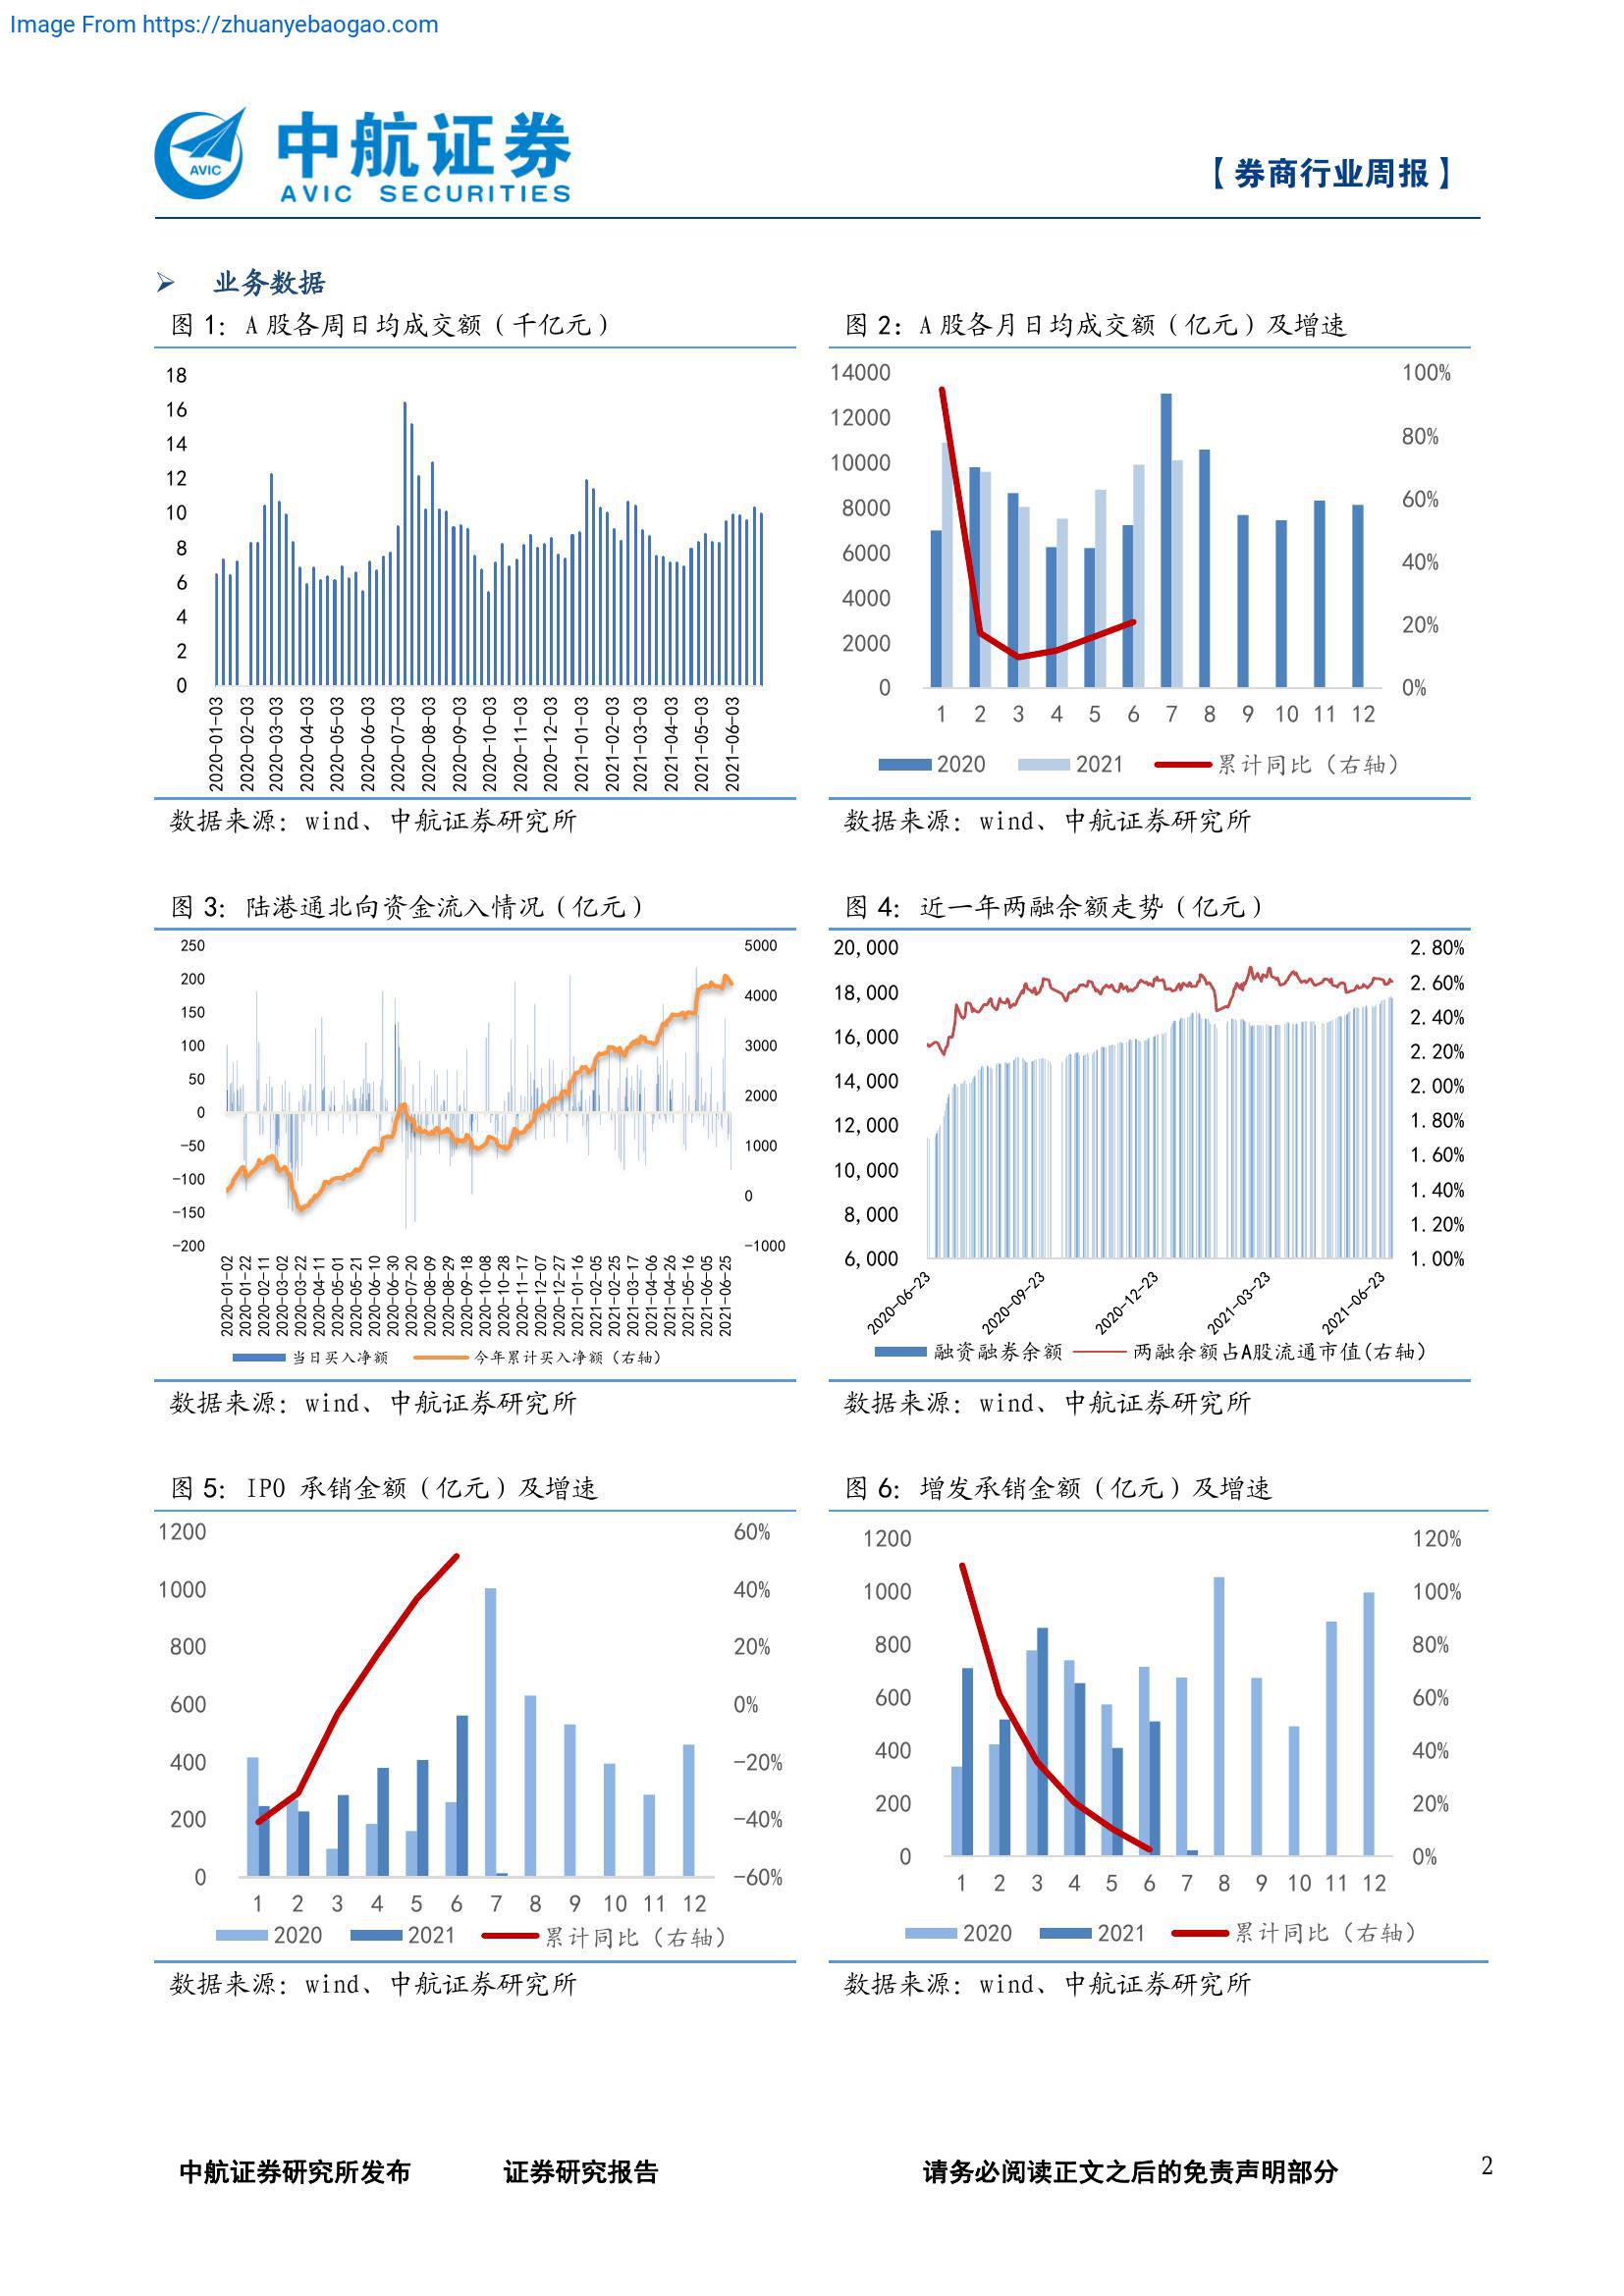 Image From https://zhuanyebaogao.com
AVIC
中航证券
AVIC SECURITIES
【券商行业周报】
➢ 业务数据
图 1：A 股各周日均成交额（千亿元）
18
16
14
12
10
8
6
4
2
0
2020-01-03 2020-02-03 2020-03-03 2020-04-03 2020-05-03 2020-06-03 2020-07-03 2020-08-03 2020-09-03 2020-10-03 2020-11-03 2020-12-03 2021-01-03 2021-02-03 2021-03-03 2021-04-03 2021-05-03 2021-06-03
数据来源：wind、中航证券研究所
图 2：A 股各月日均成交额（亿元）及增速
14000
12000
10000
8000
6000
4000
2000
0
100%
80%
60%
40%
20%
0%
1 2 3 4 5 6 7 8 9 10 11 12
2020 2021 累计同比（右轴）
数据来源：wind、中航证券研究所
图 3：陆港通北向资金流入情况（亿元）
250
200
150
100
50
0
-50
-100
-150
-200
5000
4000
3000
2000
1000
0
-1000
2020-01-02 2020-01-22 2020-02-11 2020-03-02 2020-03-22 2020-04-11 2020-05-01 2020-05-21 2020-06-10 2020-06-30 2020-07-20 2020-08-09 2020-08-29 2020-09-18 2020-10-08 2020-10-28 2020-11-17 2020-12-07 2020-12-27 2021-01-16 2021-02-05 2021-02-25 2021-03-17 2021-04-06 2021-04-26 2021-05-16 2021-06-05 2021-06-25
当日买入净额 今年累计买入净额（右轴）
数据来源：wind、中航证券研究所
图 4：近一年两融余额走势（亿元）
20,000
18,000
16,000
14,000
12,000
10,000
8,000
6,000
2.80%
2.60%
2.40%
2.20%
2.00%
1.80%
1.60%
1.40%
1.20%
1.00%
2020-06-23 2020-09-23 2020-12-23 2021-03-23 2021-06-23
融资融券余额 两融余额占A股流通市值(右轴)
数据来源：wind、中航证券研究所
图 5：IPO 承销金额（亿元）及增速
1200
1000
800
600
400
200
0
60%
40%
20%
0%
-20%
-40%
-60%
1 2 3 4 5 6 7 8 9 10 11 12
2020 2021 累计同比（右轴）
数据来源：wind、中航证券研究所
图 6：增发承销金额（亿元）及增速
1200
1000
800
600
400
200
0
120%
100%
80%
60%
40%
20%
0%
1 2 3 4 5 6 7 8 9 10 11 12
2020 2021 累计同比（右轴）
数据来源：wind、中航证券研究所
中航证券研究所发布 证券研究报告 请务必阅读正文之后的免责声明部分 2